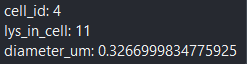 cell_id: 4
lys_in_cell: 11
diameter_um: 0.3266999834775925